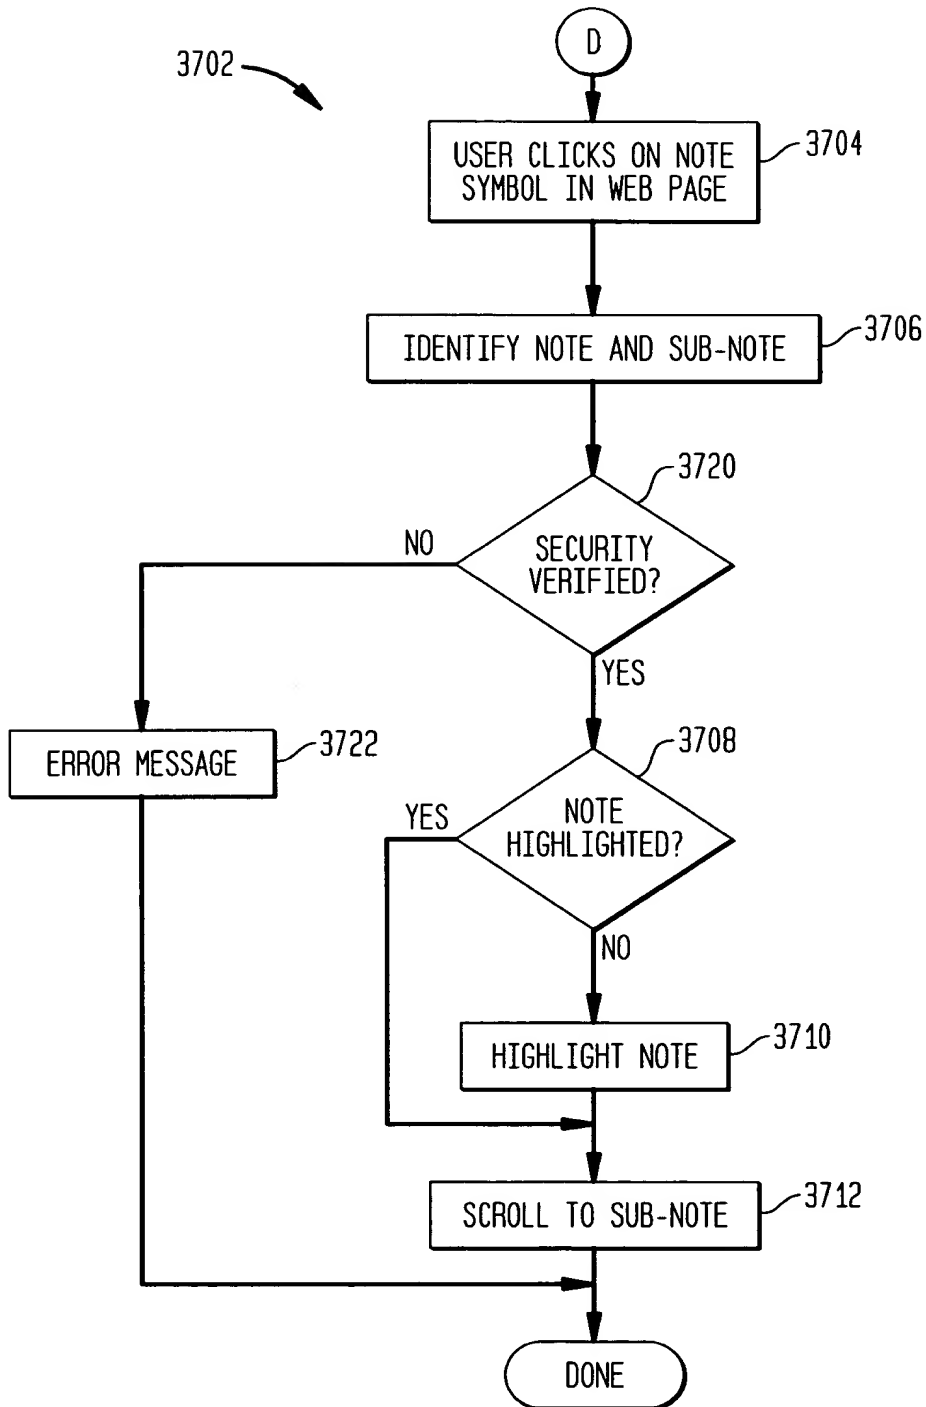 D
3702
USER CLICKS ON NOTE
SYMBOL IN WEB PAGE
3704
IDENTIFY NOTE AND SUB-NOTE
3706
3720
NO
SECURITY
VERIFIED?
YES
ERROR MESSAGE
3722
3708
YES
NOTE
HIGHLIGHTED?
NO
HIGHLIGHT NOTE
3710
SCROLL TO SUB-NOTE
3712
DONE